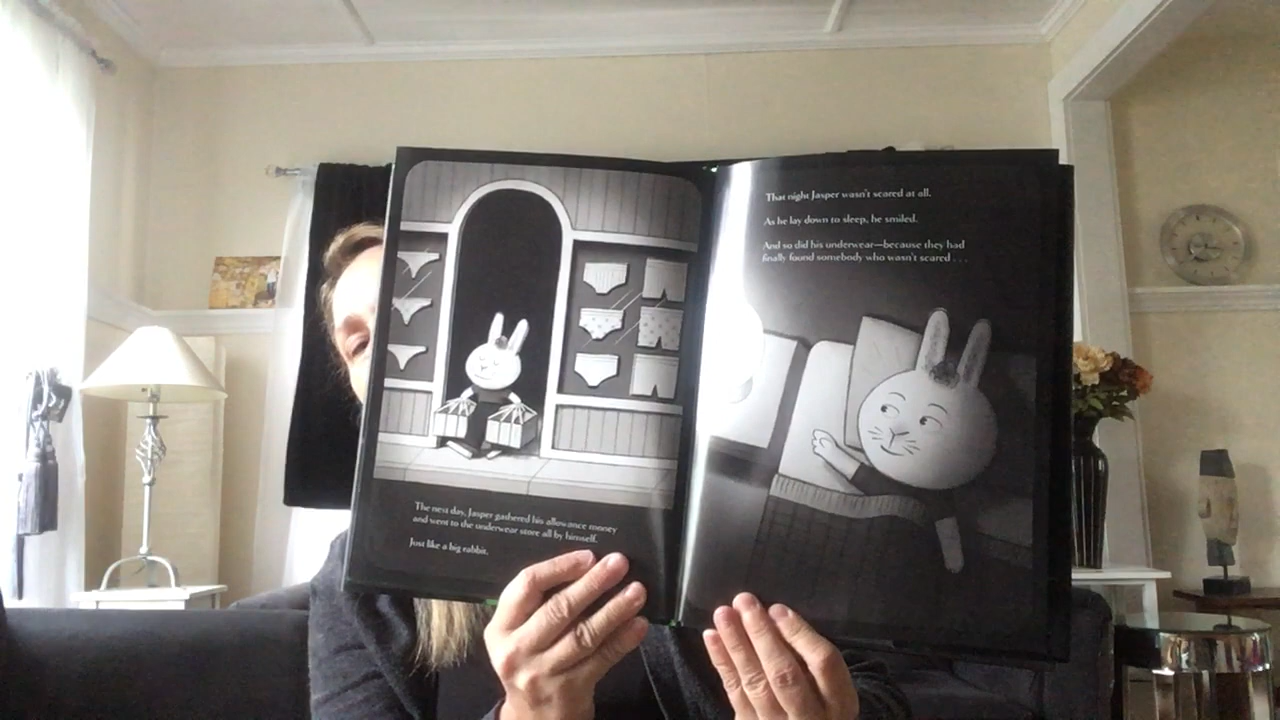 The next day, Jasper gathered his allowance money
and went to the underwear store all by himself.
Just like a big rabbit.
That night Jasper wasn't scared at all.
As he lay down to sleep, he smiled.
And so did his underwear—because they had
finally found somebody who wasn't scared . . .